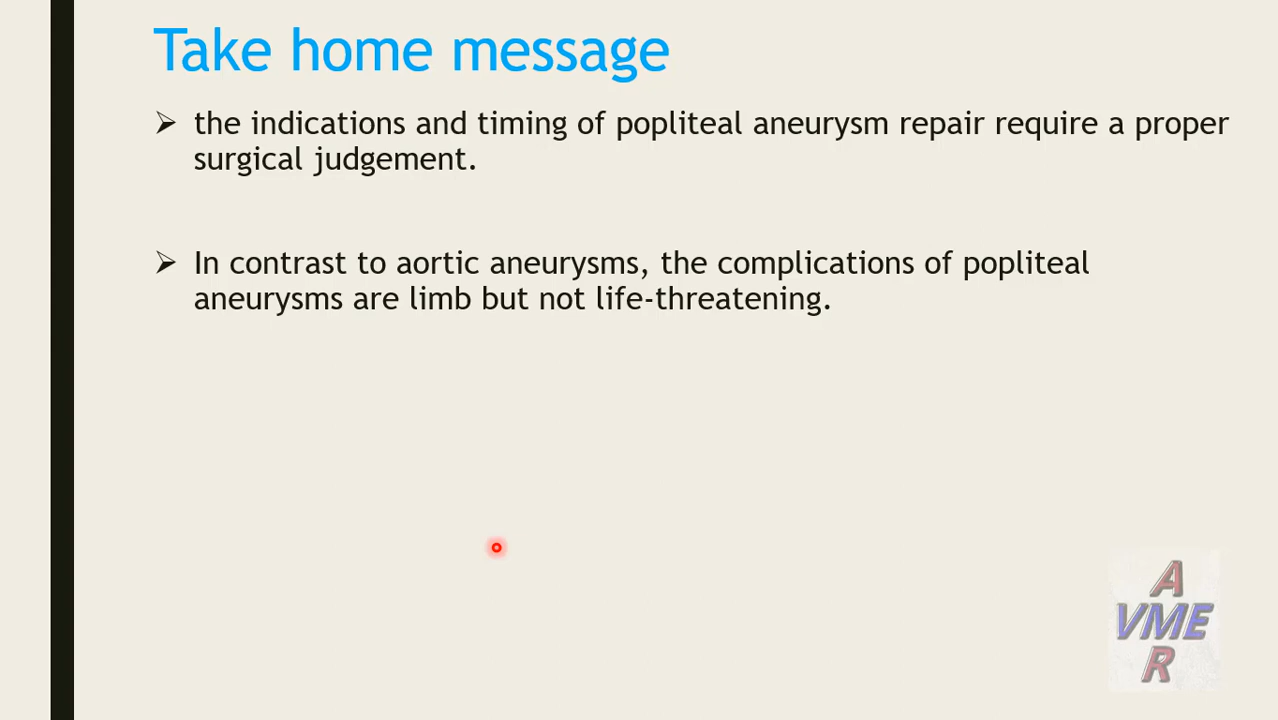 Take home message
the indications and timing of popliteal aneurysm repair require a proper
surgical judgement.
In contrast to aortic aneurysms, the complications of popliteal
aneurysms are limb but not life-threatening.
A
VME
R